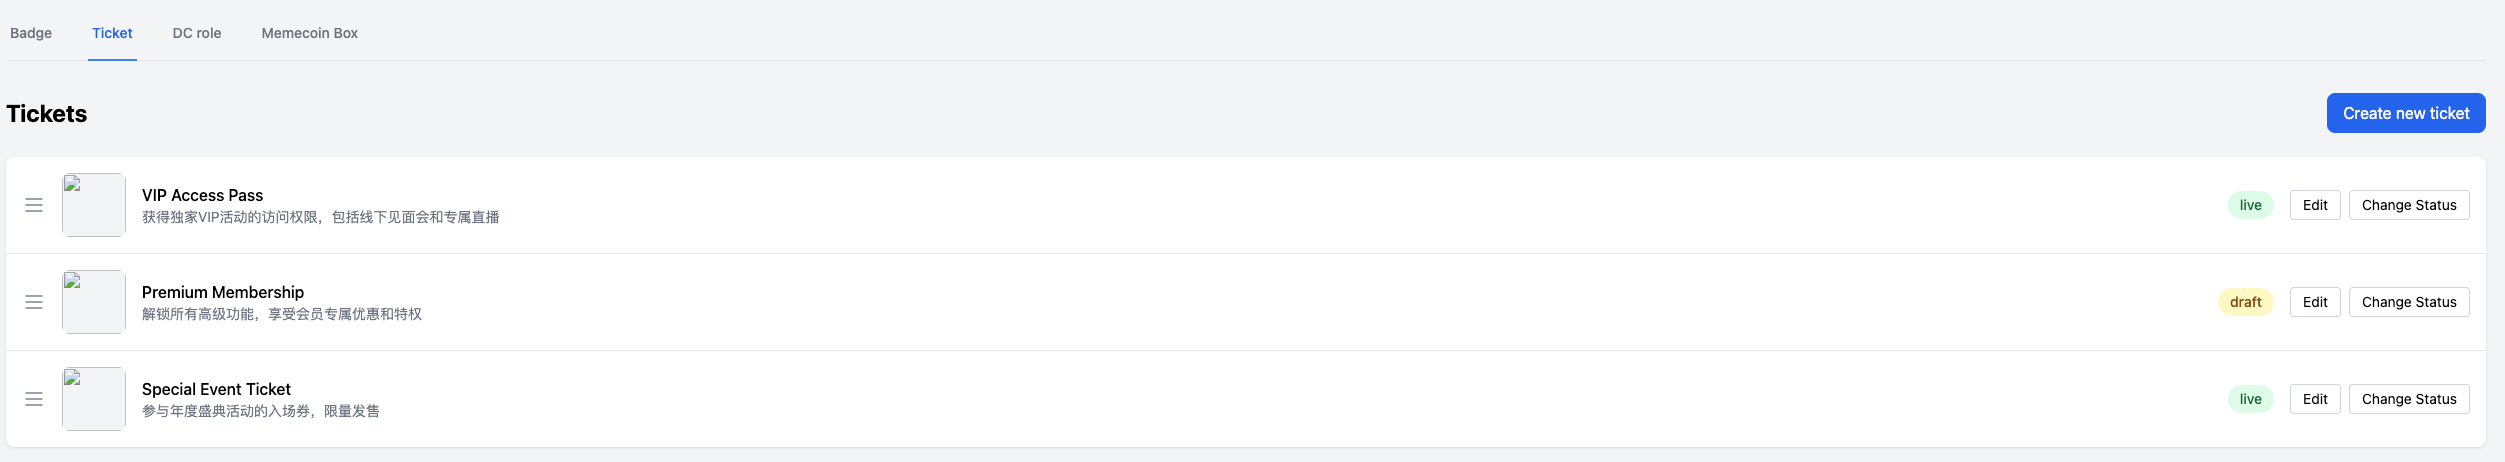 Badge Ticket DC role Memecoin Box
Tickets Create new ticket
VIP Access Pass
获得独家VIP活动的访问权限，包括线下见面会和专属直播
live Edit Change Status
Premium Membership
解锁所有高级功能，享受会员专属优惠和特权
draft Edit Change Status
Special Event Ticket
参与年度盛典活动的入场券，限量发售
live Edit Change Status